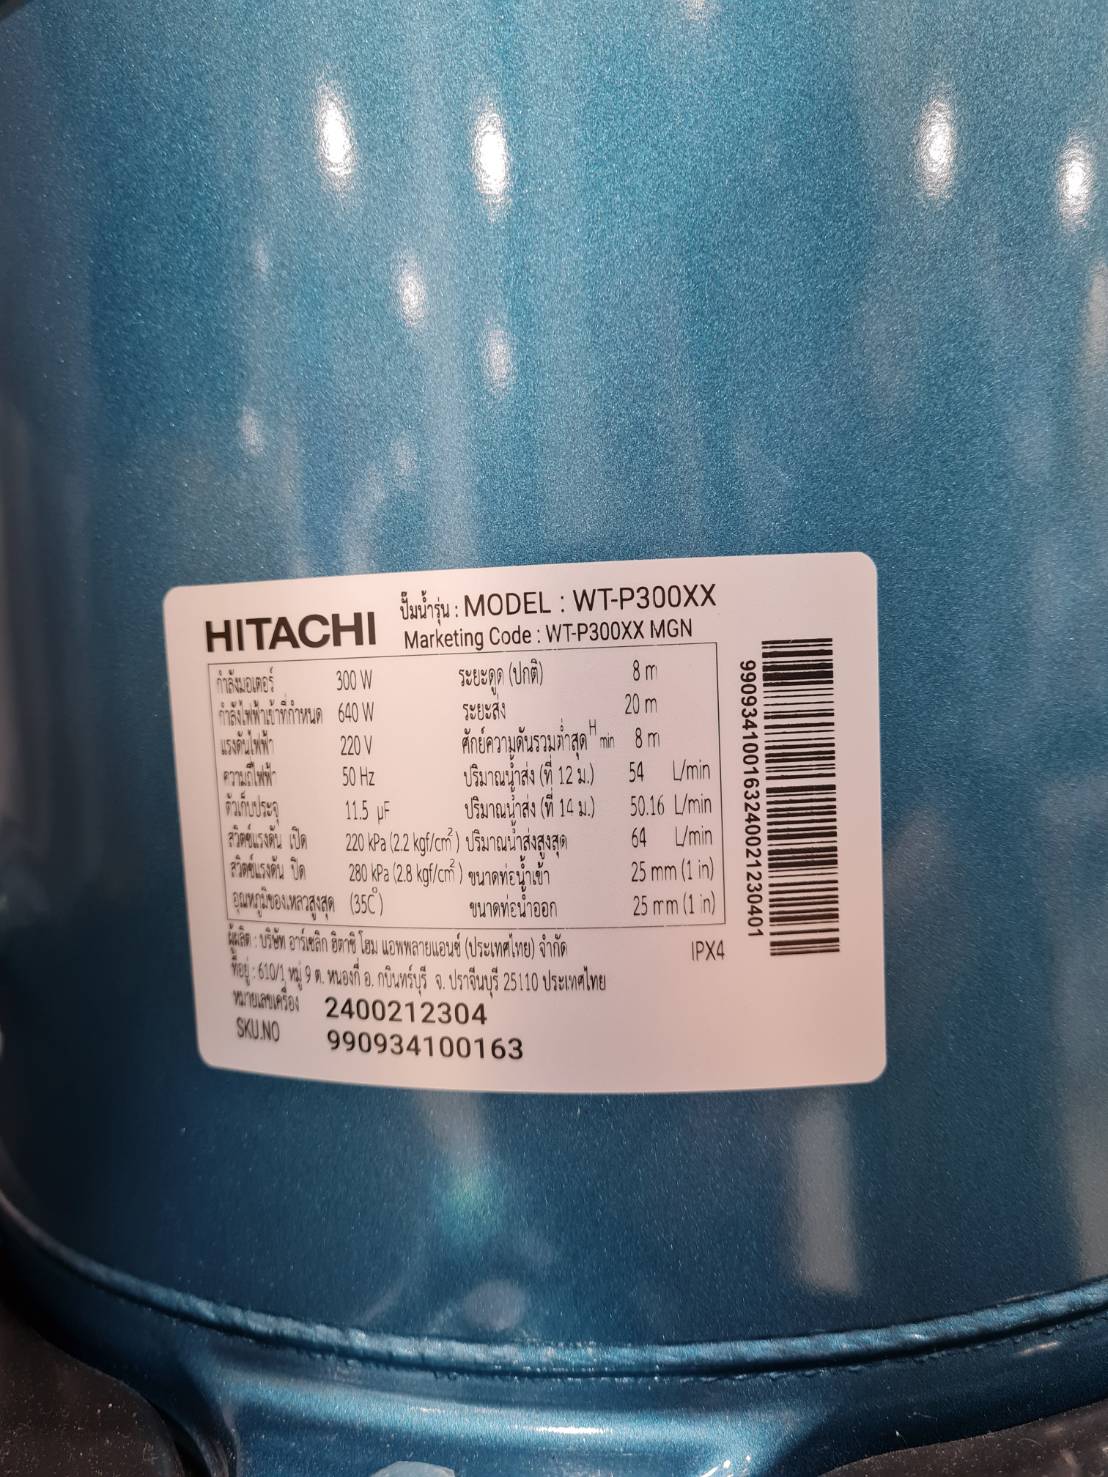 HITACHI ปั๊มน้ำรุ่น : MODEL : WT-P300XX
Marketing Code : WT-P300XX MGN
กำลังมอเตอร์ 300 W ระยะดูด (ปกติ) 8 m
กำลังไฟฟ้าเข้าที่กำหนด 640 W ระยะส่ง 20 m
แรงดันไฟฟ้า 220 V ศักย์ความดันรวมต่ำสุด H min 8 m
ความถี่ไฟฟ้า 50 Hz ปริมาณน้ำส่ง (ที่ 12 ม.) 54 L/min
ตัวเก็บประจุ 11.5 µF ปริมาณน้ำส่ง (ที่ 14 ม.) 50.16 L/min
สวิตซ์แรงดัน เปิด 220 kPa (2.2 kgf/cm²) ปริมาณน้ำส่งสูงสุด 64 L/min
สวิตซ์แรงดัน ปิด 280 kPa (2.8 kgf/cm²) ขนาดท่อน้ำเข้า 25 mm (1 in)
อุณหภูมิของเหลวสูงสุด (35C°) ขนาดท่อน้ำออก 25 mm (1 in)
ผู้ผลิต : บริษัท อาร์เซลิก ฮิตาชิ โฮม แอพพลายแอนซ์ (ประเทศไทย) จำกัด IPX4
ที่อยู่ : 610/1 หมู่ 9 ต. หนองกี่ อ. กบินทร์บุรี จ. ปราจีนบุรี 25110 ประเทศไทย
หมายเลขเครื่อง 2400212304
SKU.NO 990934100163
990934100163240021230401